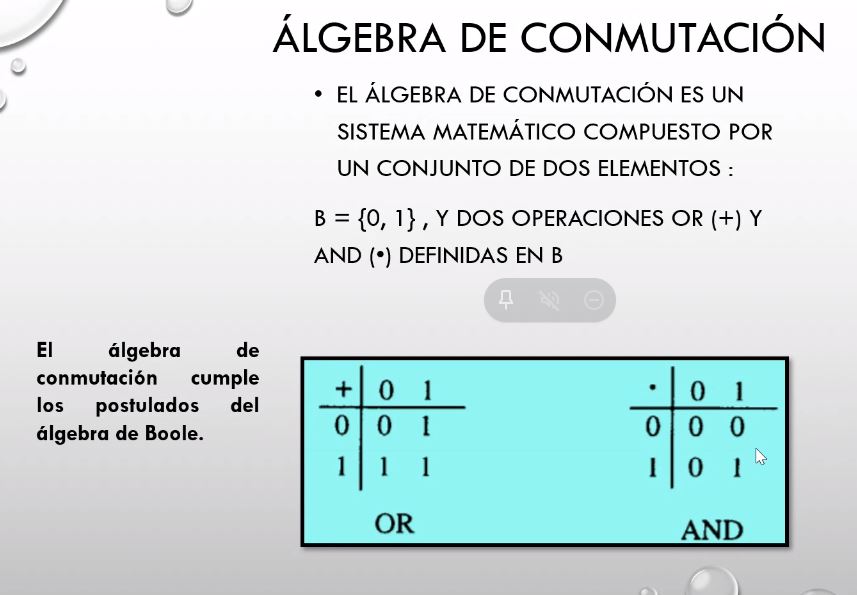 ÁLGEBRA DE CONMUTACIÓN
• EL ÁLGEBRA DE CONMUTACIÓN ES UN
SISTEMA MATEMÁTICO COMPUESTO POR
UN CONJUNTO DE DOS ELEMENTOS :
B = {0, 1} , Y DOS OPERACIONES OR (+) Y
AND (•) DEFINIDAS EN B
El álgebra de
conmutación cumple
los postulados del
álgebra de Boole.
+ 0 1
0 0 1
1 1 1
OR
· 0 1
0 0 0
1 0 1
AND